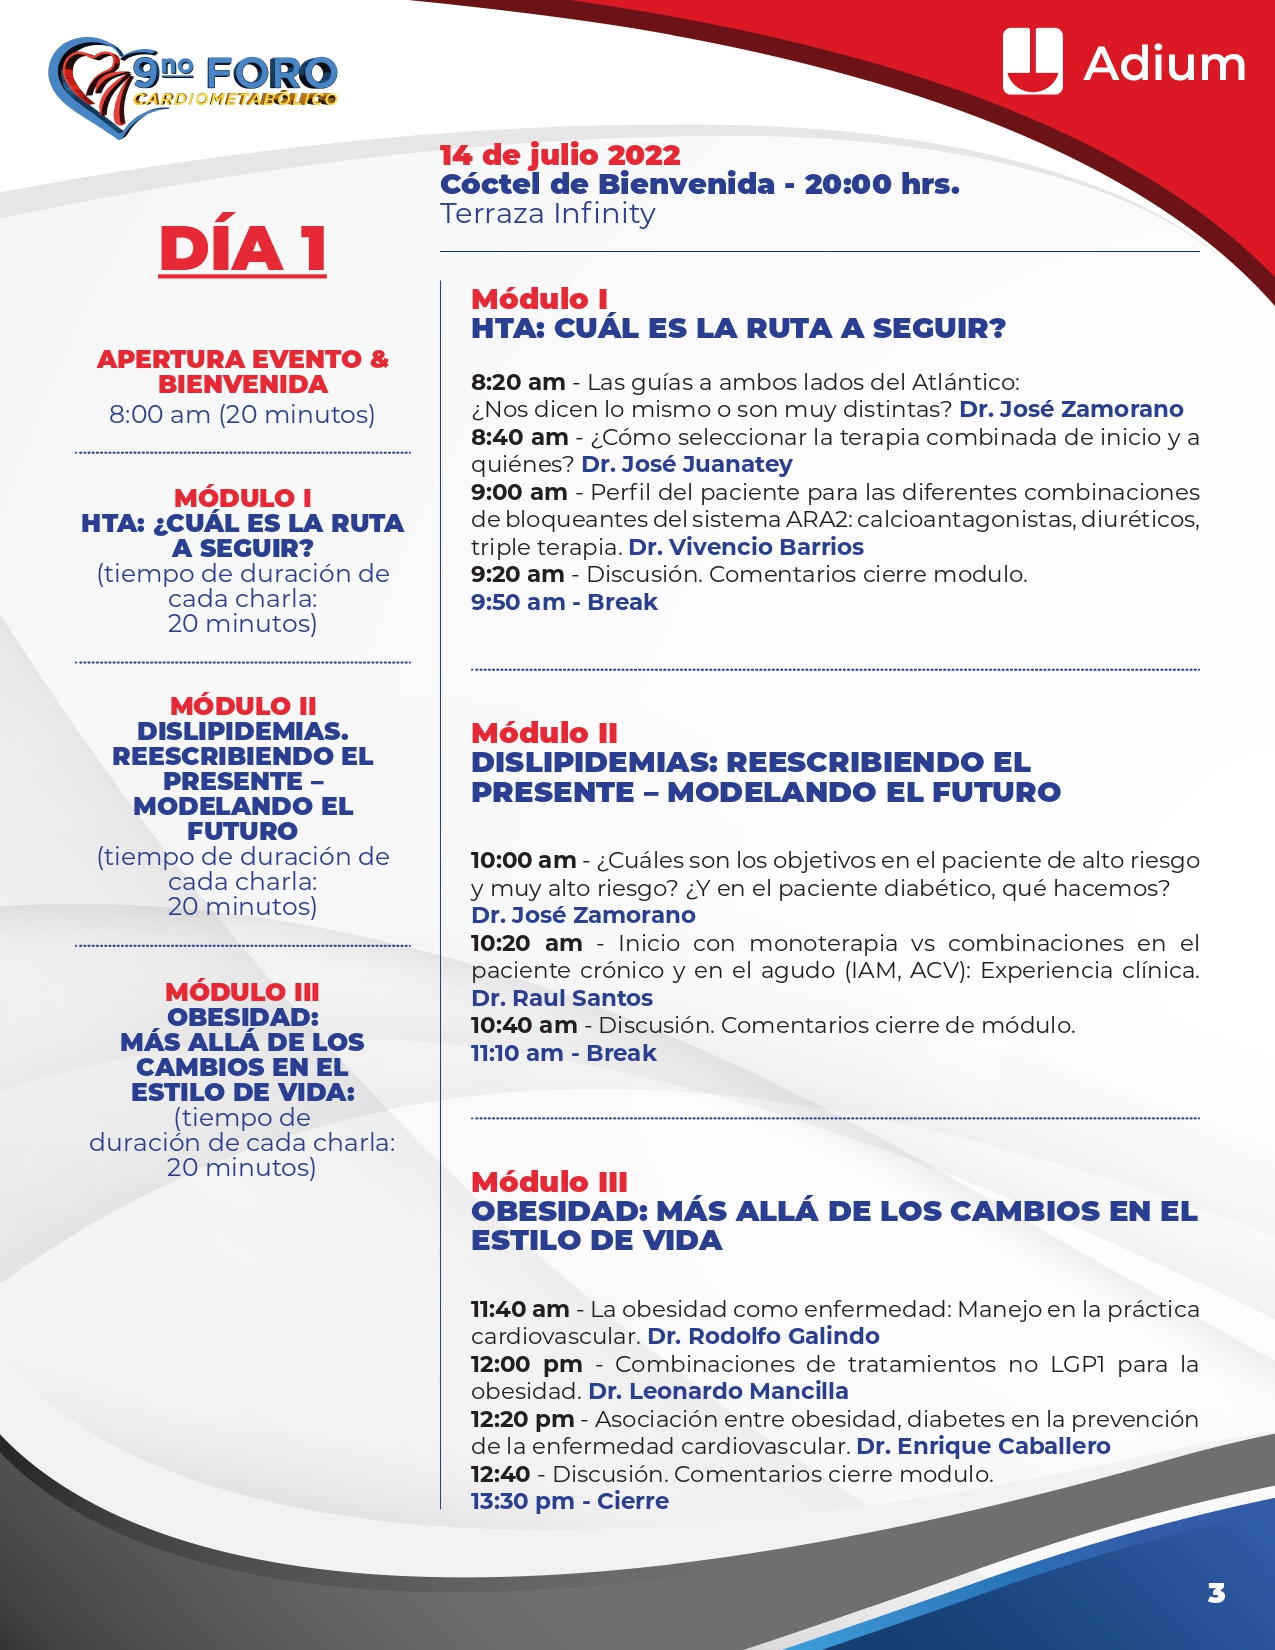 9no FORO
CARDIOMETABÓLICO
Adium
14 de julio 2022
Cóctel de Bienvenida - 20:00 hrs.
Terraza Infinity
DÍA 1
APERTURA EVENTO &
BIENVENIDA
8:00 am (20 minutos)
MÓDULO I
HTA: ¿CUÁL ES LA RUTA
A SEGUIR?
(tiempo de duración de
cada charla:
20 minutos)
MÓDULO II
DISLIPIDEMIAS.
REESCRIBIENDO EL
PRESENTE –
MODELANDO EL
FUTURO
(tiempo de duración de
cada charla:
20 minutos)
MÓDULO III
OBESIDAD:
MÁS ALLÁ DE LOS
CAMBIOS EN EL
ESTILO DE VIDA:
(tiempo de
duración de cada charla:
20 minutos)
Módulo I
HTA: CUÁL ES LA RUTA A SEGUIR?
8:20 am - Las guías a ambos lados del Atlántico:
¿Nos dicen lo mismo o son muy distintas? Dr. José Zamorano
8:40 am - ¿Cómo seleccionar la terapia combinada de inicio y a
quiénes? Dr. José Juanatey
9:00 am - Perfil del paciente para las diferentes combinaciones
de bloqueantes del sistema ARA2: calcioantagonistas, diuréticos,
triple terapia. Dr. Vivencio Barrios
9:20 am - Discusión. Comentarios cierre modulo.
9:50 am - Break
Módulo II
DISLIPIDEMIAS: REESCRIBIENDO EL
PRESENTE – MODELANDO EL FUTURO
10:00 am - ¿Cuáles son los objetivos en el paciente de alto riesgo
y muy alto riesgo? ¿Y en el paciente diabético, qué hacemos?
Dr. José Zamorano
10:20 am - Inicio con monoterapia vs combinaciones en el
paciente crónico y en el agudo (IAM, ACV): Experiencia clínica.
Dr. Raul Santos
10:40 am - Discusión. Comentarios cierre de módulo.
11:10 am - Break
Módulo III
OBESIDAD: MÁS ALLÁ DE LOS CAMBIOS EN EL
ESTILO DE VIDA
11:40 am - La obesidad como enfermedad: Manejo en la práctica
cardiovascular. Dr. Rodolfo Galindo
12:00 pm - Combinaciones de tratamientos no LGP1 para la
obesidad. Dr. Leonardo Mancilla
12:20 pm - Asociación entre obesidad, diabetes en la prevención
de la enfermedad cardiovascular. Dr. Enrique Caballero
12:40 - Discusión. Comentarios cierre modulo.
13:30 pm - Cierre
3